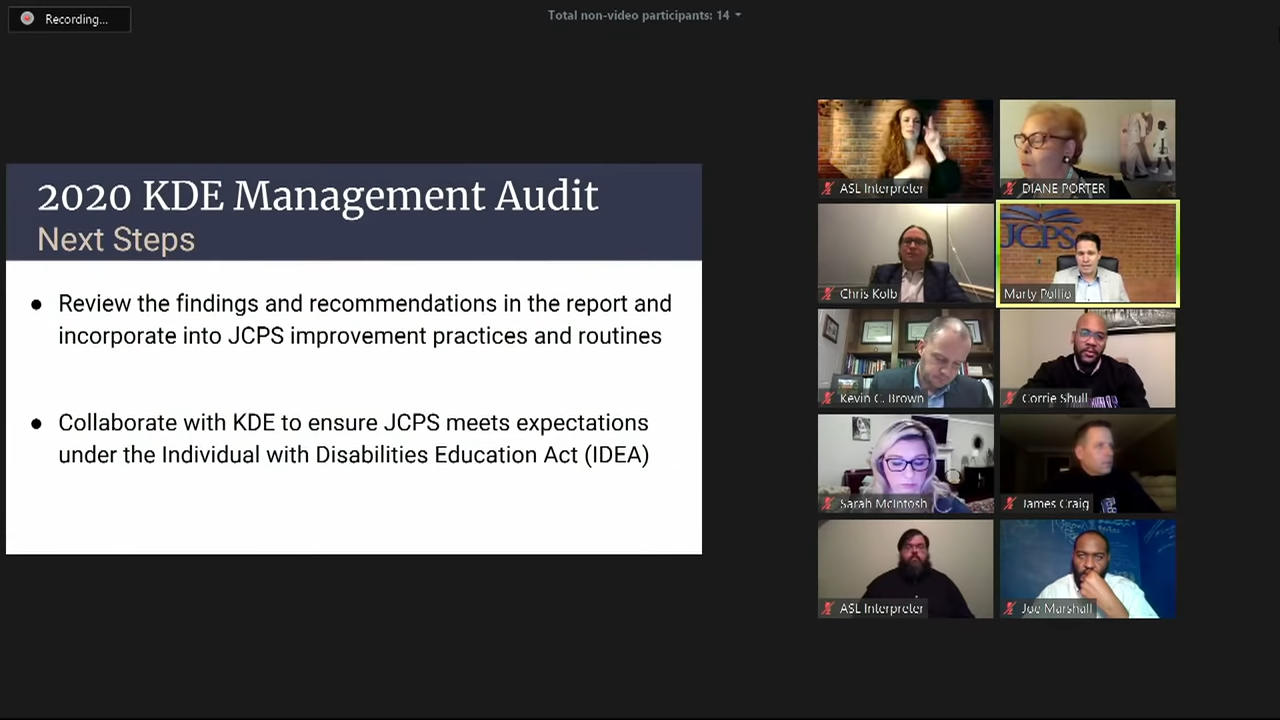 Recording...
Total non-video participants: 14
2020 KDE Management Audit
Next Steps
● Review the findings and recommendations in the report and
incorporate into JCPS improvement practices and routines
● Collaborate with KDE to ensure JCPS meets expectations
under the Individual with Disabilities Education Act (IDEA)
ASL Interpreter
DIANE PORTER
Chris Kolb
JCPS
Marty Pollio
Kevin C. Brown
Corrie Shull
Sarah McIntosh
James Craig
ASL Interpreter
Joe Marshall